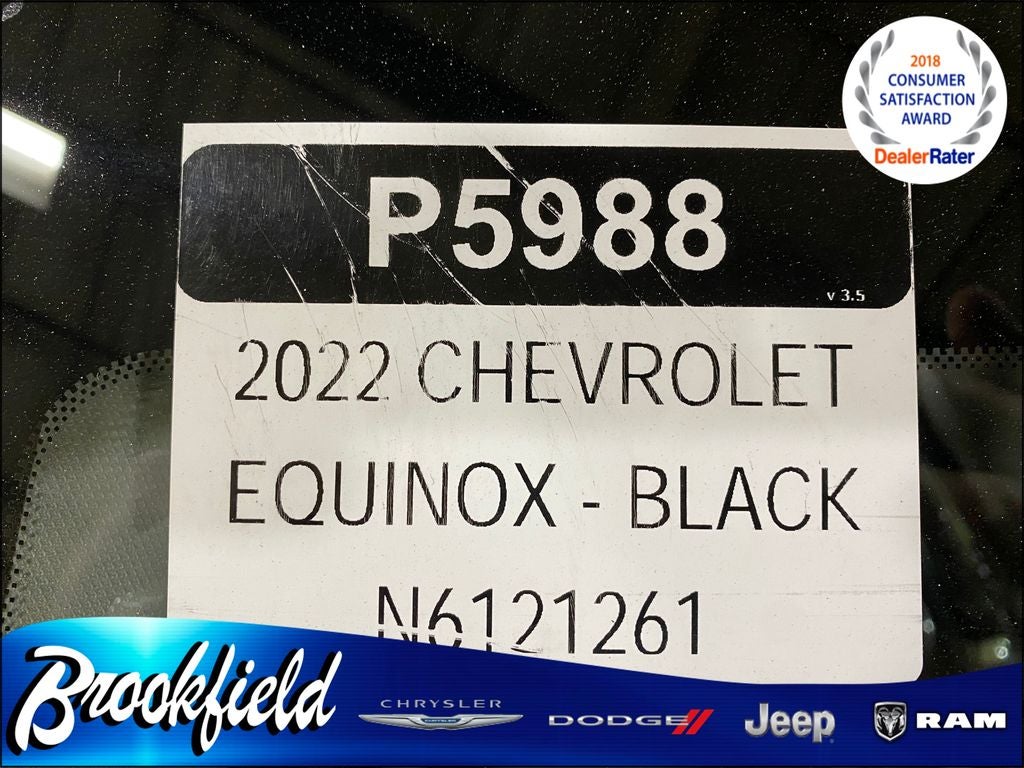 2018
CONSUMER
SATISFACTION
AWARD
DealerRater
P5988
v 3.5
2022 CHEVROLET
EQUINOX - BLACK
N6121261
Brookfield
CHRYSLER
DODGE
Jeep
RAM